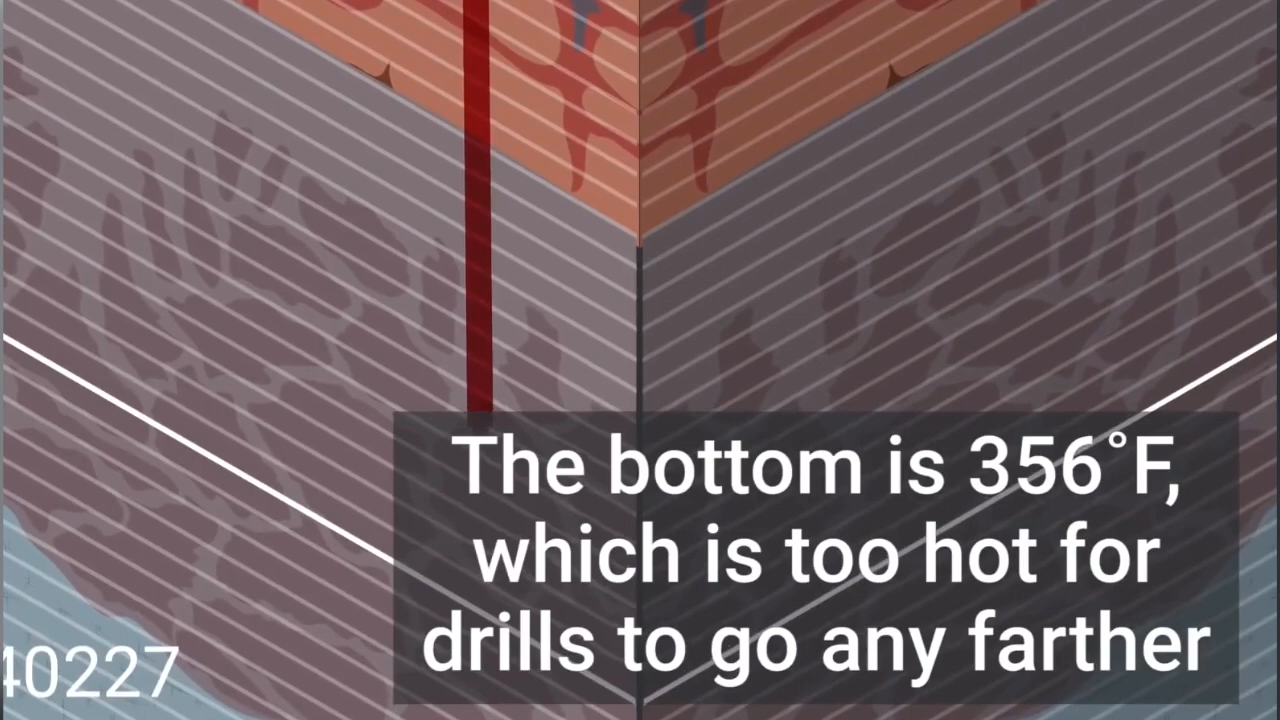 The bottom is 356˚F,
which is too hot for
drills to go any farther
40227